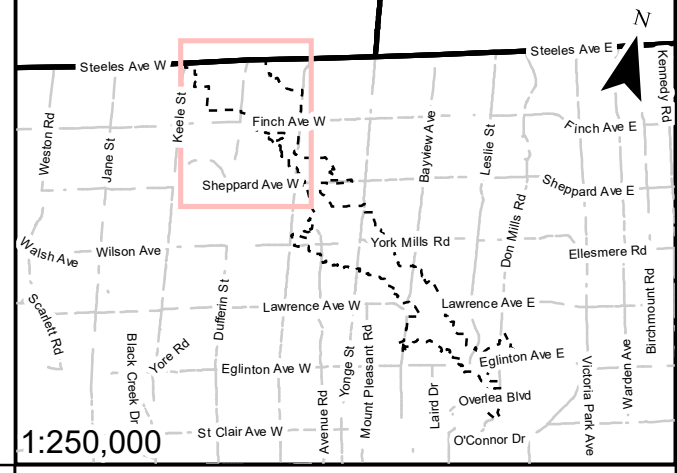 N
Steeles Ave E
Steeles Ave W
Kennedy Rd
Keele St
Weston Rd
Jane St
Finch Ave W
Bayview Ave
Leslie St
Finch Ave E
Sheppard Ave W
Sheppard Ave E
Don Mills Rd
Walsh Ave
Wilson Ave
York Mills Rd
Ellesmere Rd
Scarlett Rd
Dufferin St
Lawrence Ave W
Lawrence Ave E
Birchmount Rd
Black Creek Dr
Yore Rd
Eglinton Ave W
Yonge St
Mount Pleasant Rd
Eglinton Ave E
Victoria Park Ave
Warden Ave
Avenue Rd
Laird Dr
Overlea Blvd
St Clair Ave W
O'Connor Dr
1:250,000